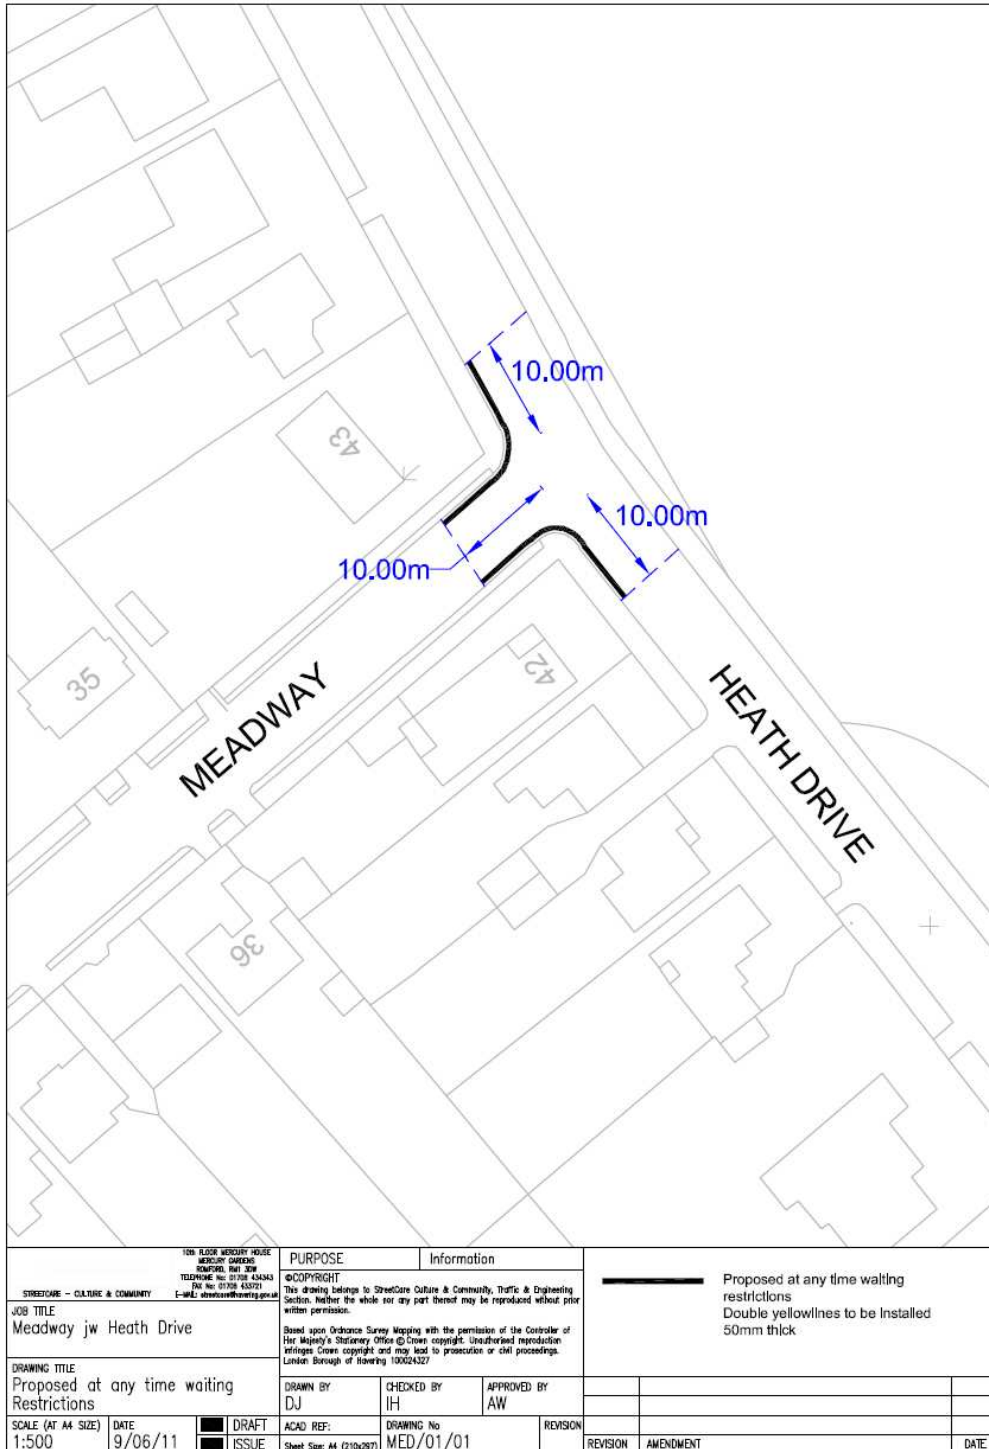 10.00m
10.00m
10.00m
43
42
35
36
MEADWAY
HEATH DRIVE
10th FLOOR MERCURY HOUSE
MERCURY GARDENS
ROMFORD, RM1 3DW
TELEPHONE No: 01708 434343
FAX No: 01708 433721
E-MAIL: streetcare@havering.gov.uk
STREETCARE - CULTURE & COMMUNITY
JOB TITLE
Meadway jw Heath Drive
DRAWING TITLE
Proposed at any time waiting
Restrictions
SCALE (AT A4 SIZE)
1:500
DATE
9/06/11
DRAFT
ISSUE
PURPOSE
Information
©COPYRIGHT
This drawing belongs to StreetCare Culture & Community, Traffic & Engineering
Section. Neither the whole nor any part thereof may be reproduced without prior
written permission.
Based upon Ordnance Survey Mapping with the permission of the Controller of
Her Majesty's Stationery Office © Crown copyright. Unauthorised reproduction
infringes Crown copyright and may lead to prosecution or civil proceedings.
London Borough of Havering 100024327
DRAWN BY
DJ
CHECKED BY
IH
APPROVED BY
AW
ACAD REF:
Sheet Size: A4 (210x297)
DRAWING No
MED/01/01
REVISION
Proposed at any time waiting
restrictions
Double yellowlines to be installed
50mm thick
REVISION
AMENDMENT
DATE